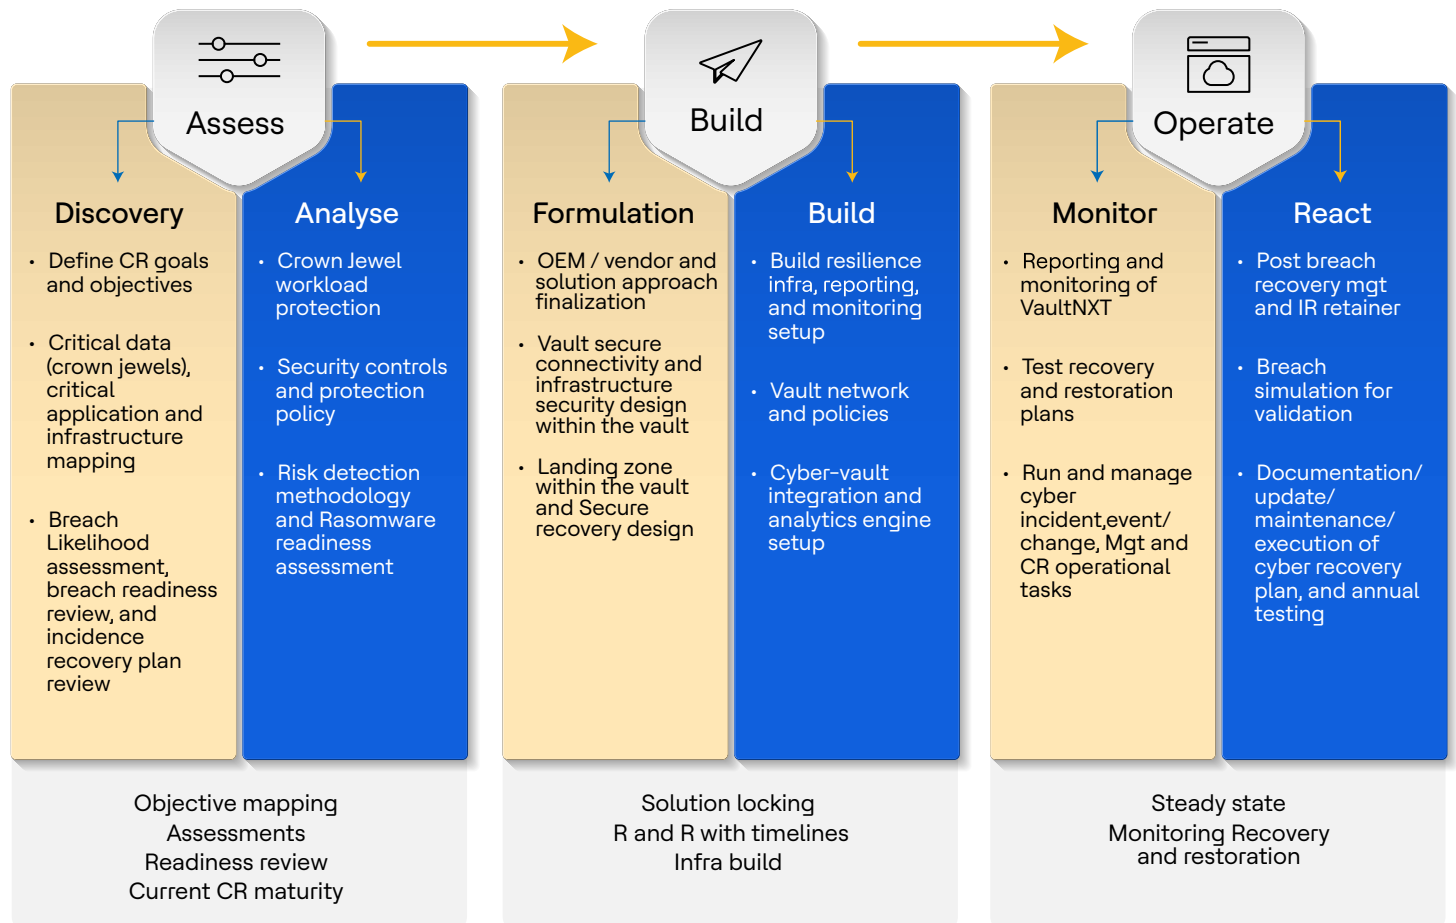 Assess
Discovery
• Define CR goals
and objectives
• Critical data
(crown jewels),
critical
application and
infrastructure
mapping
• Breach
Likelihood
assessment,
breach readiness
review, and
incidence
recovery plan
review
Analyse
• Crown Jewel
workload
protection
• Security controls
and protection
policy
• Risk detection
methodology
and Rasomware
readiness
assessment
Objective mapping
Assessments
Readiness review
Current CR maturity
Build
Formulation
• OEM / vendor and
solution approach
finalization
• Vault secure
connectivity and
infrastructure
security design
within the vault
• Landing zone
within the vault
and Secure
recovery design
Build
• Build resilience
infra, reporting,
and monitoring
setup
• Vault network
and policies
• Cyber-vault
integration and
analytics engine
setup
Solution locking
R and R with timelines
Infra build
Operate
Monitor
• Reporting and
monitoring of
VaultNXT
• Test recovery
and restoration
plans
• Run and manage
cyber
incident,event/
change, Mgt and
CR operational
tasks
React
• Post breach
recovery mgt
and IR retainer
• Breach
simulation for
validation
• Documentation/
update/
maintenance/
execution of
cyber recovery
plan, and annual
testing
Steady state
Monitoring Recovery
and restoration